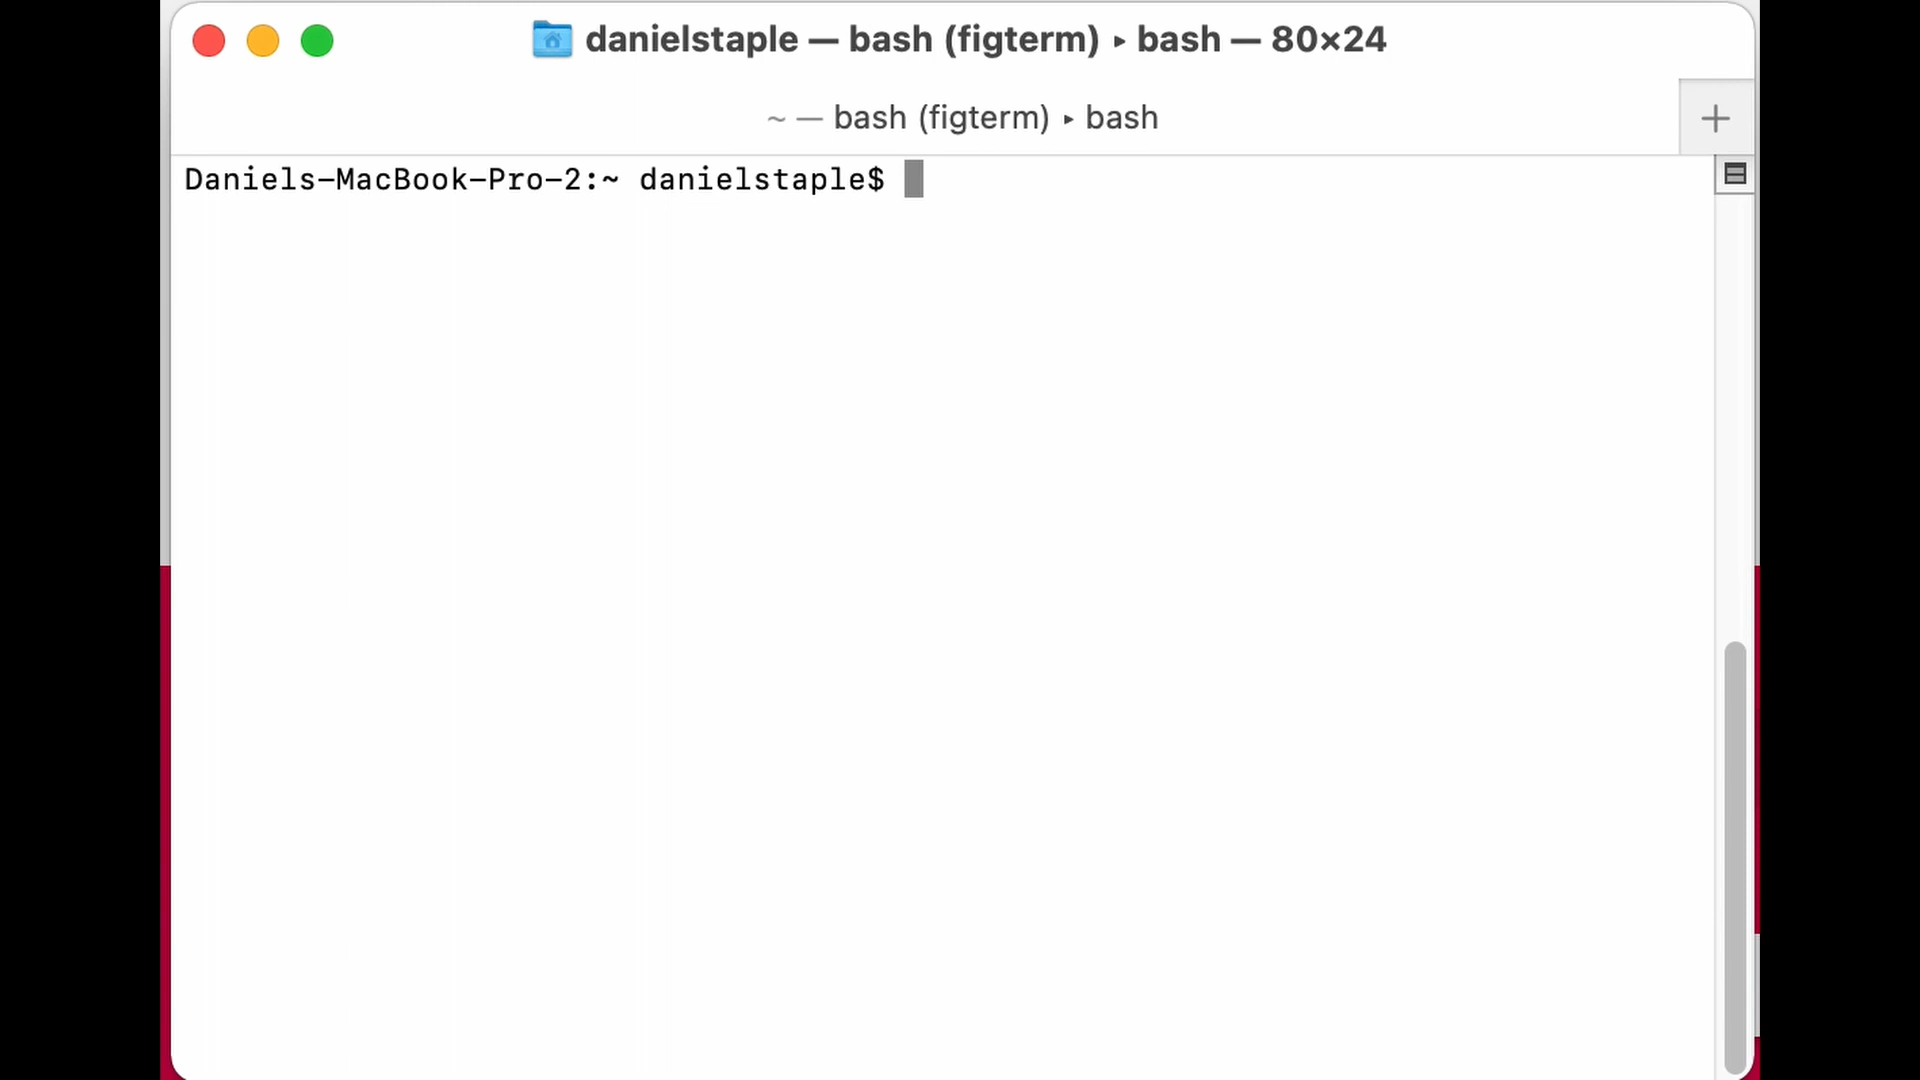 danielstaple — bash (figterm) ▸ bash — 80×24
~ — bash (figterm) ▸ bash
Daniels-MacBook-Pro-2:~ danielstaple$